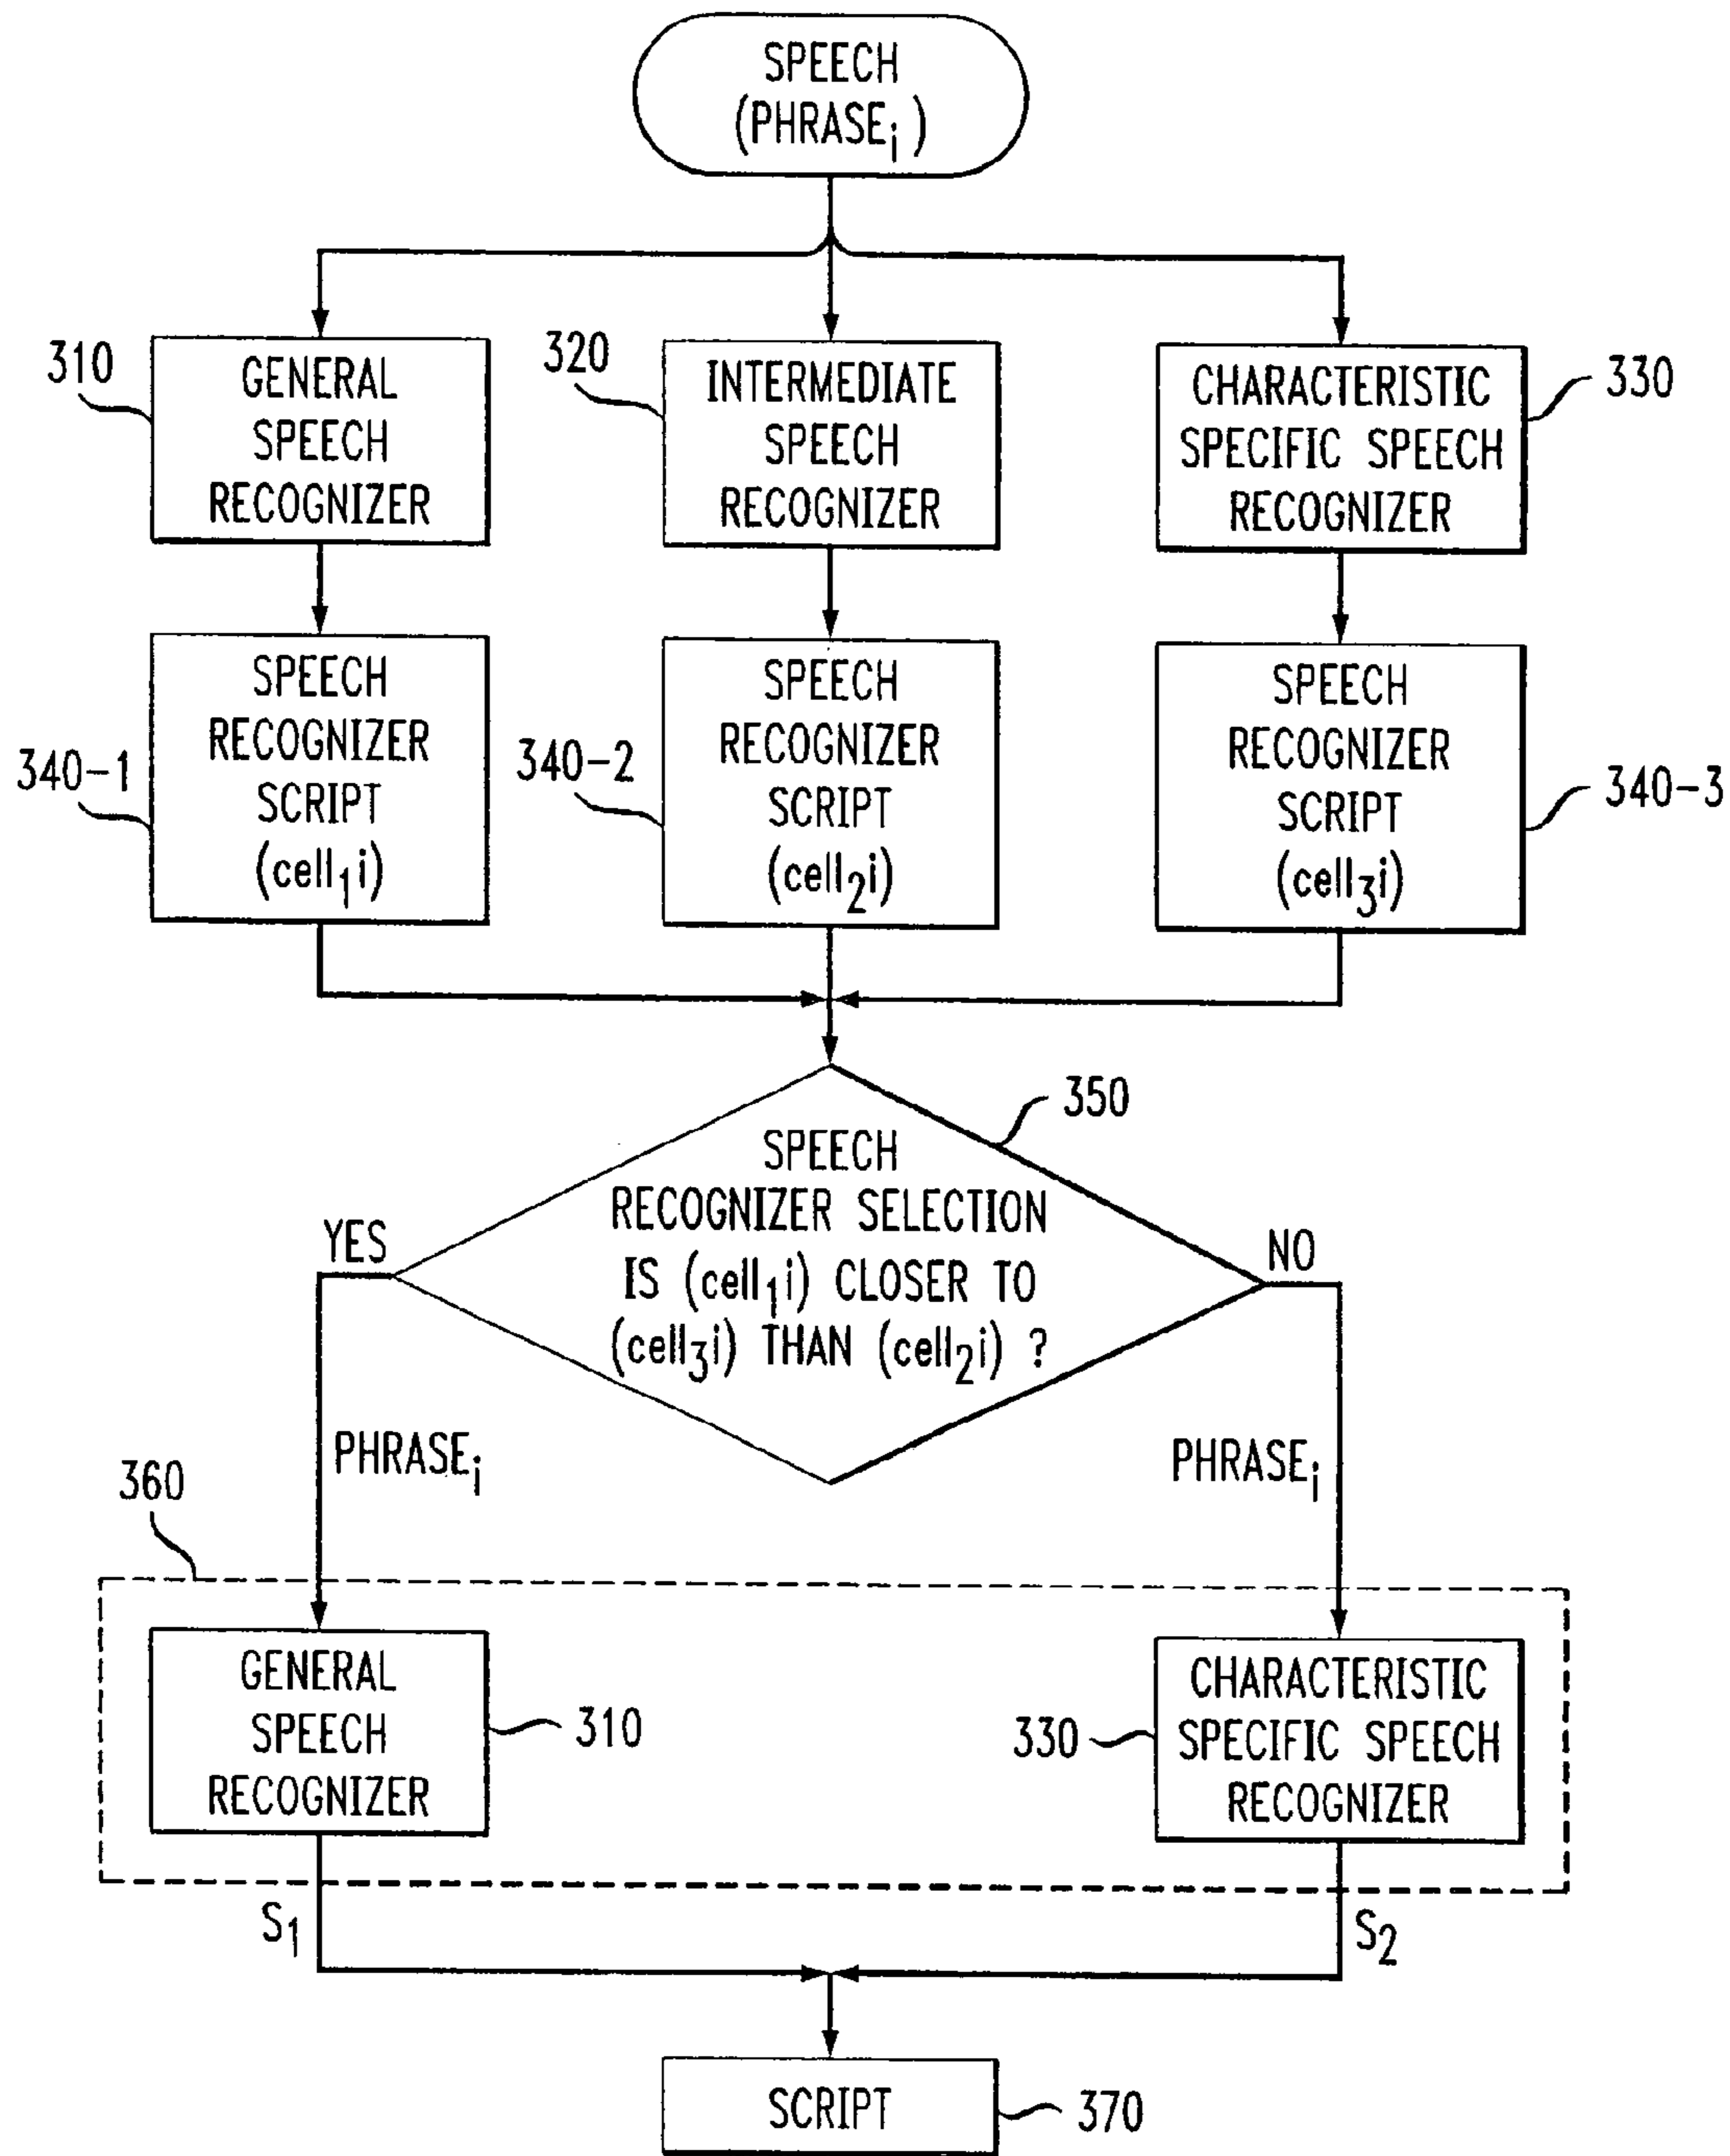 SPEECH
(PHRASEi)
310
GENERAL
SPEECH
RECOGNIZER
320
INTERMEDIATE
SPEECH
RECOGNIZER
CHARACTERISTIC
SPECIFIC SPEECH
RECOGNIZER
330
340-1
SPEECH
RECOGNIZER
SCRIPT
(cell1i)
340-2
SPEECH
RECOGNIZER
SCRIPT
(cell2i)
SPEECH
RECOGNIZER
SCRIPT
(cell3i)
340-3
350
SPEECH
RECOGNIZER SELECTION
IS (cell1i) CLOSER TO
(cell3i) THAN (cell2i) ?
YES
NO
PHRASEi
PHRASEi
360
GENERAL
SPEECH
RECOGNIZER
310
330
CHARACTERISTIC
SPECIFIC SPEECH
RECOGNIZER
S1
S2
SCRIPT
370